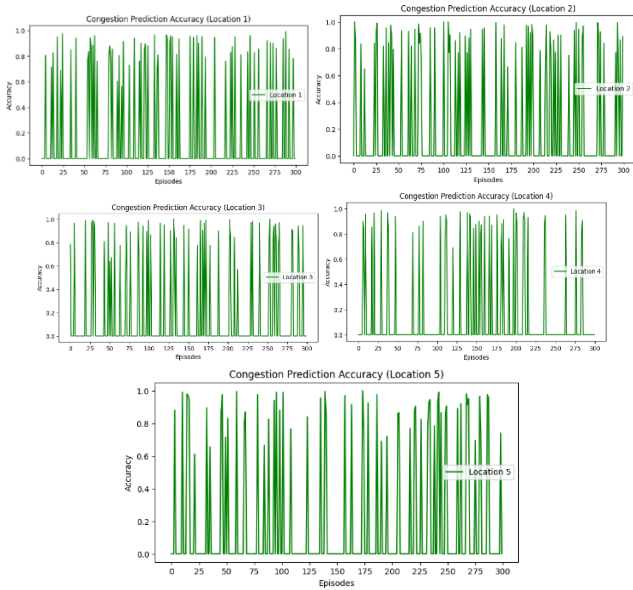 Congestion Prediction Accuracy (Location 1)
1.0
0.8
0.6
0.4
0.2
0.0
Accuracy
Location 1
0 25 50 75 100 125 150 175 200 225 250 275 300
Episodes
Congestion Prediction Accuracy (Location 2)
1.0
0.8
0.6
0.4
0.2
0.0
Accuracy
Location 2
0 25 50 75 100 125 150 175 200 225 250 275 300
Episodes
Congestion Prediction Accuracy (Location 3)
1.0
0.8
0.6
0.4
0.2
0.0
Accuracy
Location 3
0 25 50 75 100 125 150 175 200 225 250 275 300
Episodes
Congestion Prediction Accuracy (Location 4)
1.0
0.8
0.6
0.4
0.2
0.0
Accuracy
Location 4
0 25 50 75 100 125 150 175 200 225 250 275 300
Episodes
Congestion Prediction Accuracy (Location 5)
1.0
0.8
0.6
0.4
0.2
0.0
Accuracy
Location 5
0 25 50 75 100 125 150 175 200 225 250 275 300
Episodes